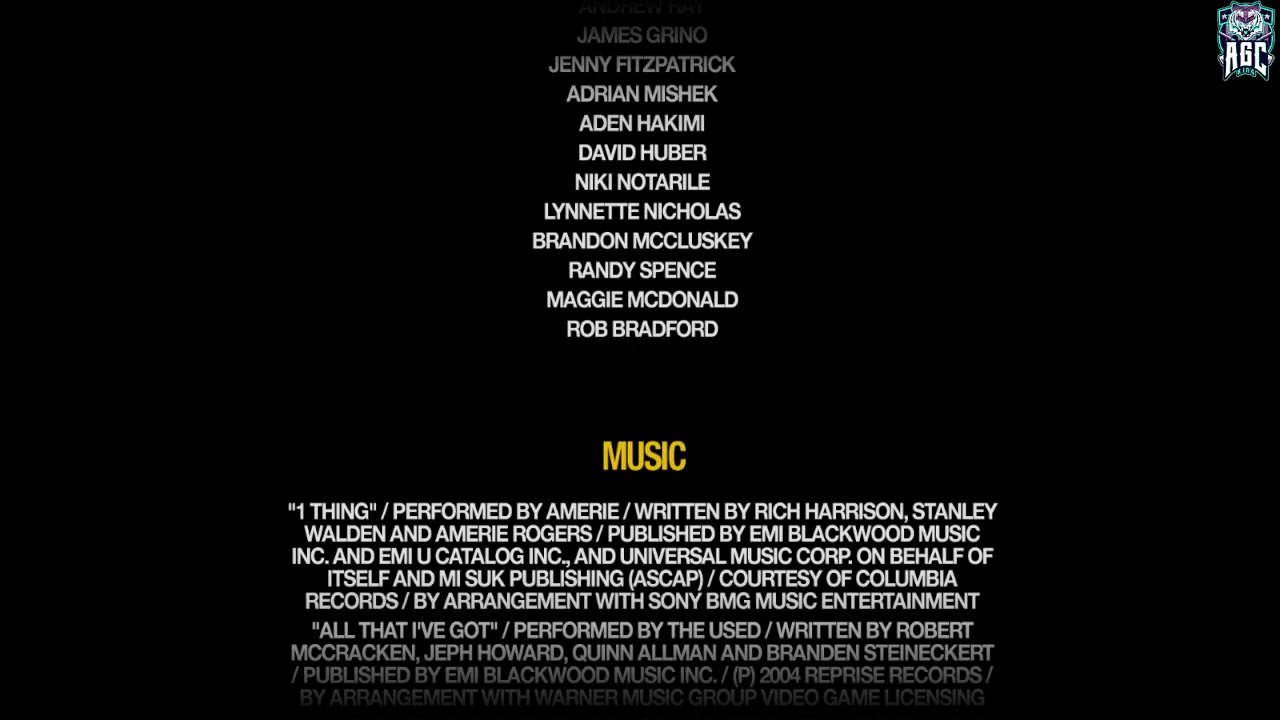 ANDREW RAY
JAMES GRINO
JENNY FITZPATRICK
ADRIAN MISHEK
ADEN HAKIMI
DAVID HUBER
NIKI NOTARILE
LYNNETTE NICHOLAS
BRANDON MCCLUSKEY
RANDY SPENCE
MAGGIE MCDONALD
ROB BRADFORD
MUSIC
"1 THING" / PERFORMED BY AMERIE / WRITTEN BY RICH HARRISON, STANLEY
WALDEN AND AMERIE ROGERS / PUBLISHED BY EMI BLACKWOOD MUSIC
INC. AND EMI U CATALOG INC., AND UNIVERSAL MUSIC CORP. ON BEHALF OF
ITSELF AND MI SUK PUBLISHING (ASCAP) / COURTESY OF COLUMBIA
RECORDS / BY ARRANGEMENT WITH SONY BMG MUSIC ENTERTAINMENT
"ALL THAT I'VE GOT" / PERFORMED BY THE USED / WRITTEN BY ROBERT
MCCRACKEN, JEPH HOWARD, QUINN ALLMAN AND BRANDEN STEINECKERT
/ PUBLISHED BY EMI BLACKWOOD MUSIC INC. / (P) 2004 REPRISE RECORDS /
BY ARRANGEMENT WITH WARNER MUSIC GROUP VIDEO GAME LICENSING
AGC
KING